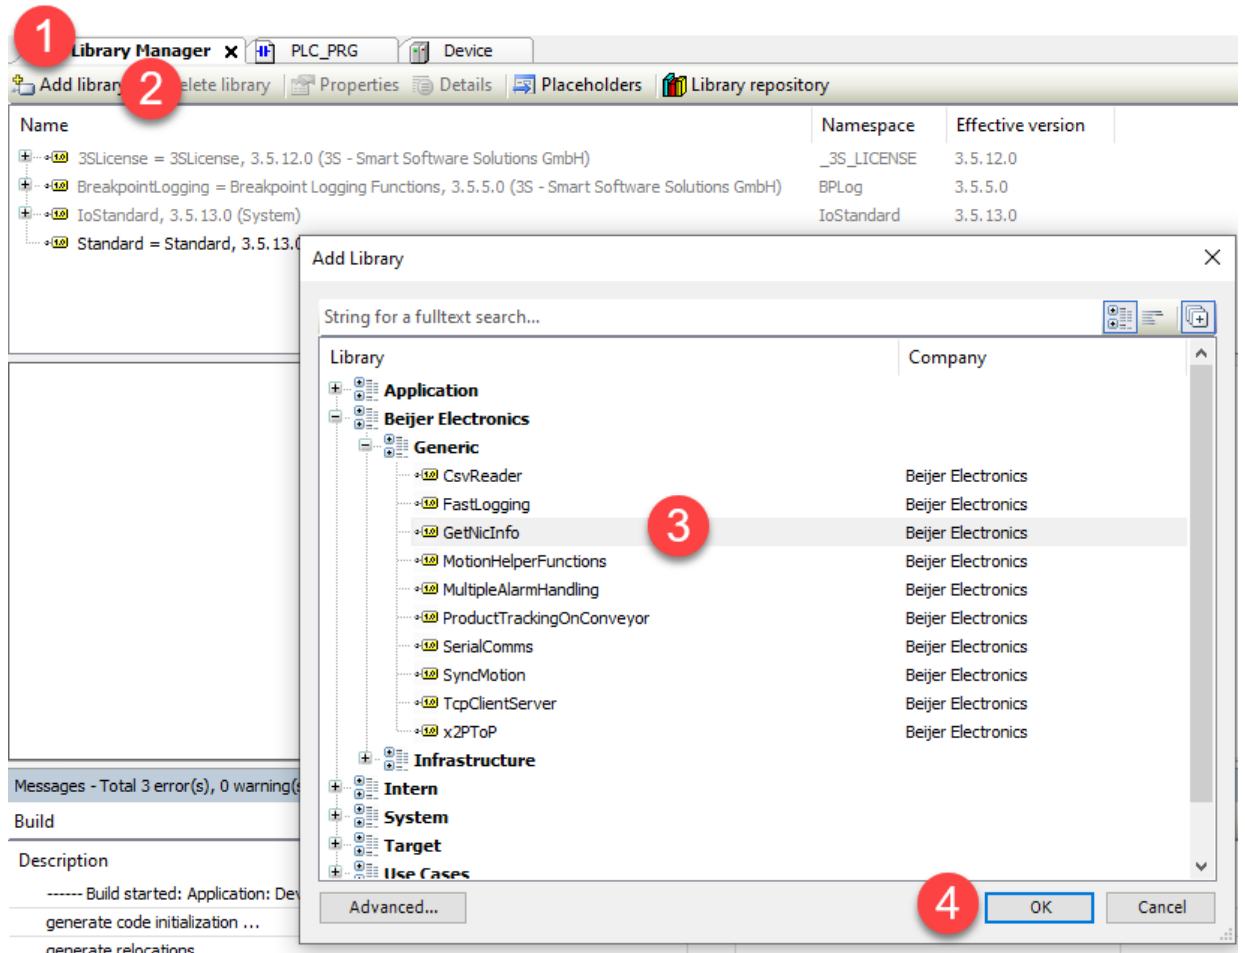 1
Library Manager PLC_PRG Device
Add library 2 elete library Properties Details Placeholders Library repository
Name Namespace Effective version
3SLicense = 3SLicense, 3.5.12.0 (3S - Smart Software Solutions GmbH) _3S_LICENSE 3.5.12.0
BreakpointLogging = Breakpoint Logging Functions, 3.5.5.0 (3S - Smart Software Solutions GmbH) BPLog 3.5.5.0
IoStandard, 3.5.13.0 (System) IoStandard 3.5.13.0
Standard = Standard, 3.5.13.0
Add Library
String for a fulltext search...
Library Company
Application
Beijer Electronics
Generic
CsvReader Beijer Electronics
FastLogging Beijer Electronics
GetNicInfo 3 Beijer Electronics
MotionHelperFunctions Beijer Electronics
MultipleAlarmHandling Beijer Electronics
ProductTrackingOnConveyor Beijer Electronics
SerialComms Beijer Electronics
SyncMotion Beijer Electronics
TcpClientServer Beijer Electronics
x2PToP Beijer Electronics
Infrastructure
Intern
System
Target
Use Cases
Advanced... 4 OK Cancel
Messages - Total 3 error(s), 0 warning(s
Build
Description
------ Build started: Application: Dev
generate code initialization ...
generate relocations